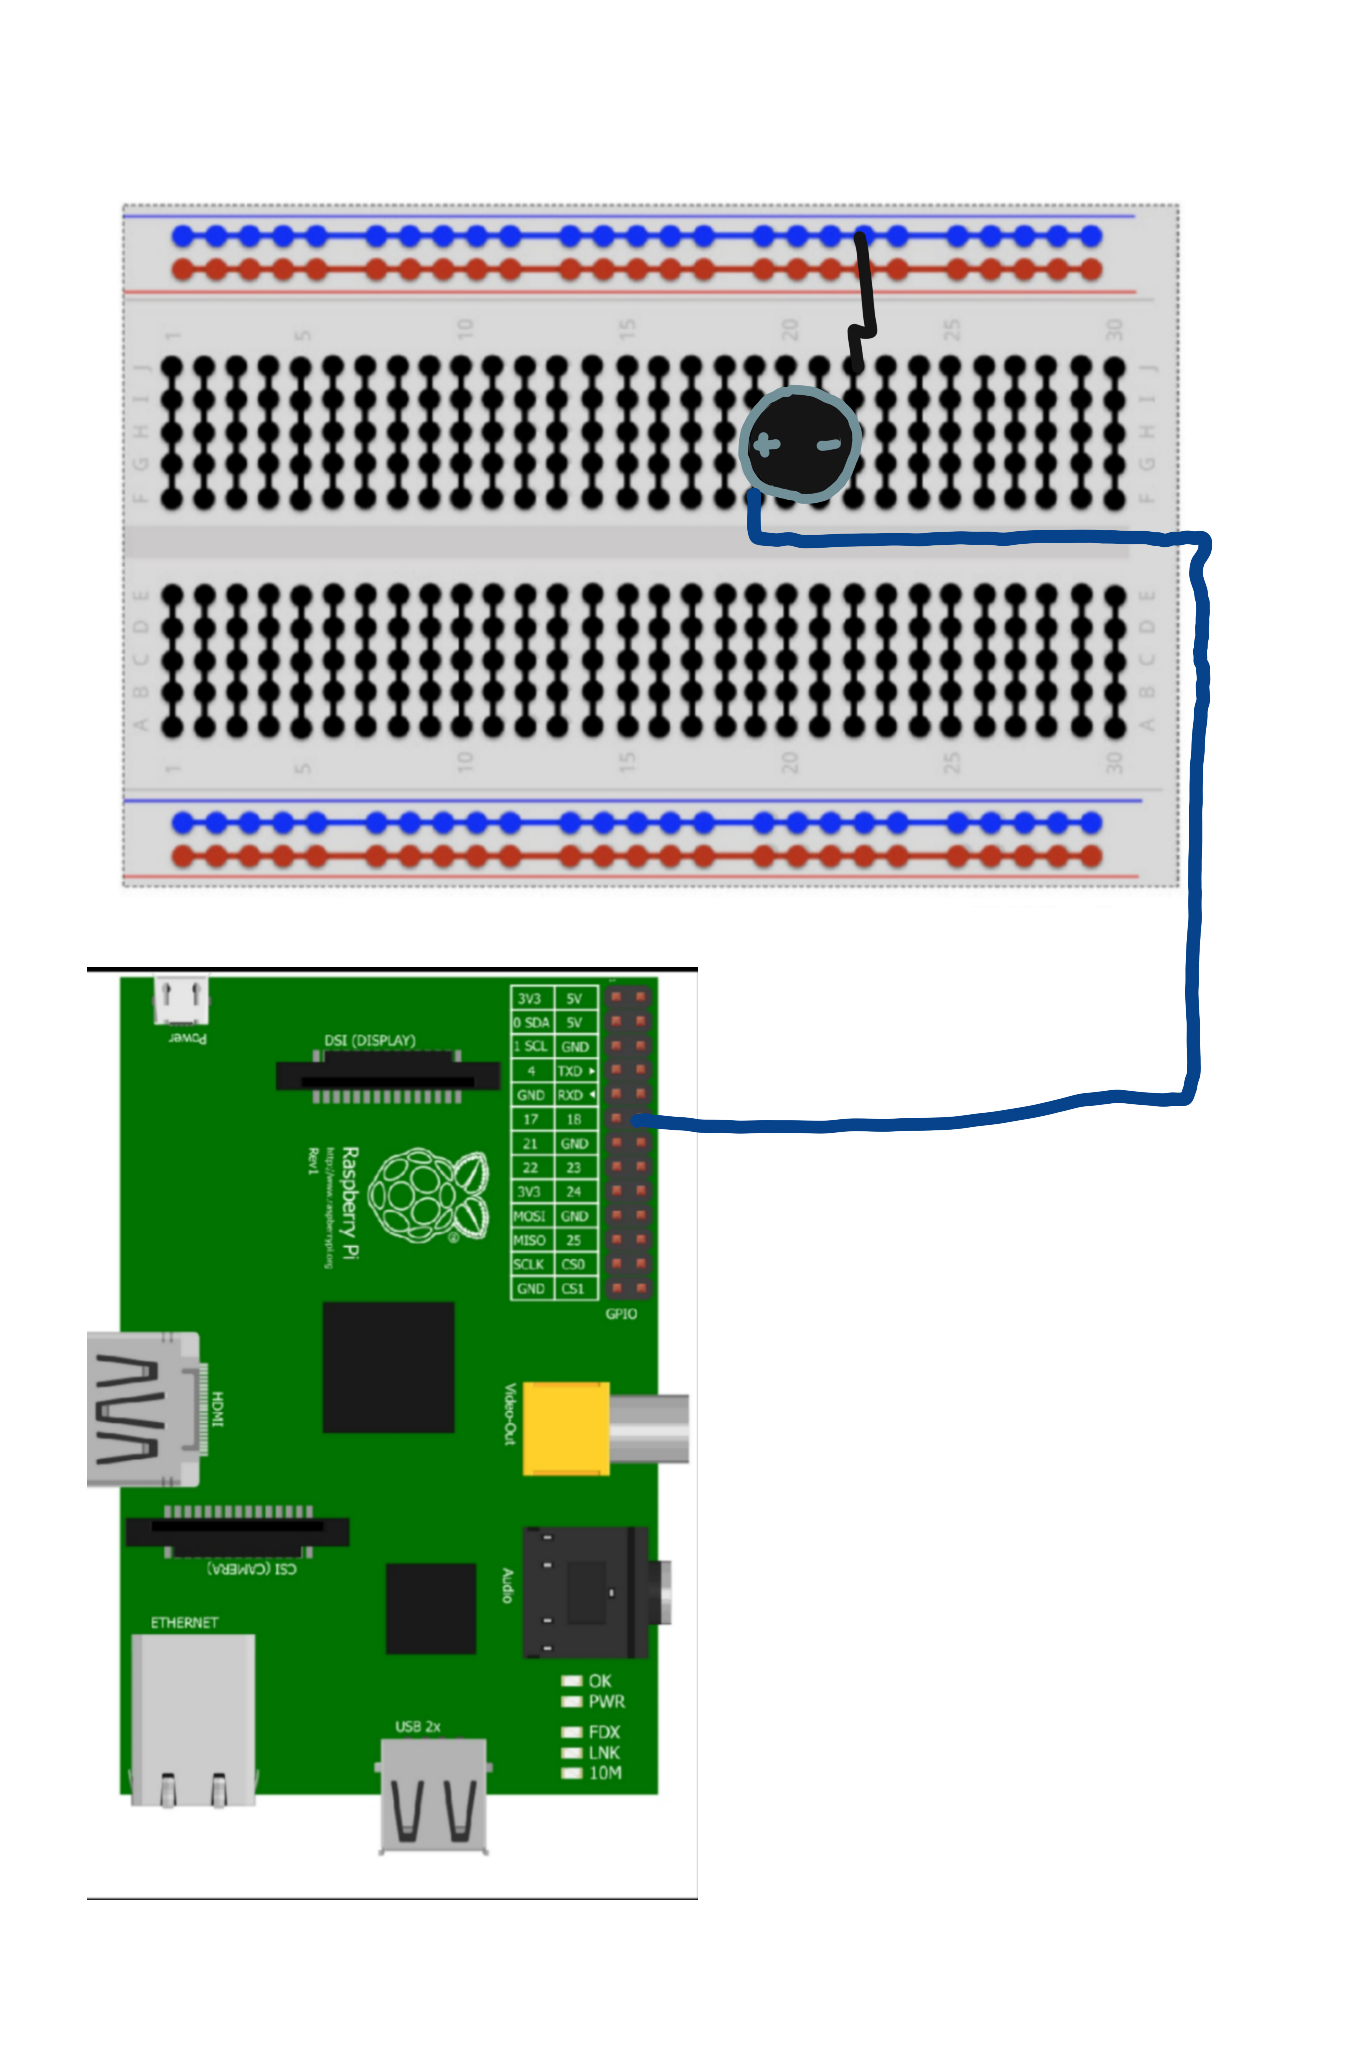 1 5 10 15 20 25 30
J J
I I
H H
G G
F F
+ -
E E
D D
C C
B B
A A
1 5 10 15 20 25 30
Power
DSI (DISPLAY)
3V3 5V
0 SDA 5V
1 SCL GND
4 TXD ▸
GND RXD ◂
17 18
21 GND
22 23
3V3 24
MOSI GND
MISO 25
SCLK CS0
GND CS1
GPIO
Raspberry Pi
http://www.raspberrypi.org
Rev1
®
HDMI
Video-Out
CSI (CAMERA)
Audio
ETHERNET
OK
PWR
FDX
LNK
10M
USB 2x